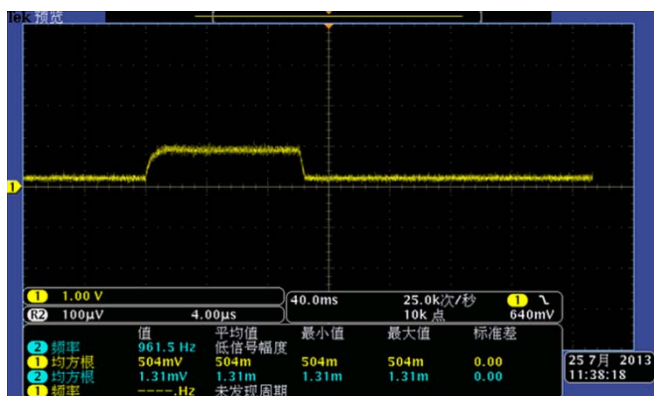 Tek 预览
1
1 1.00 V
R2 100µV 4.00µs
40.0ms 25.0k次/秒 1
10k 点 640mV
值 平均值 最小值 最大值 标准差
2 频率 961.5 Hz 低信号幅度
1 均方根 504mV 504m 504m 504m 0.00
2 均方根 1.31mV 1.31m 1.31m 1.31m 0.00
1 频率 ----.Hz 未发现周期
25 7月 2013
11:38:18